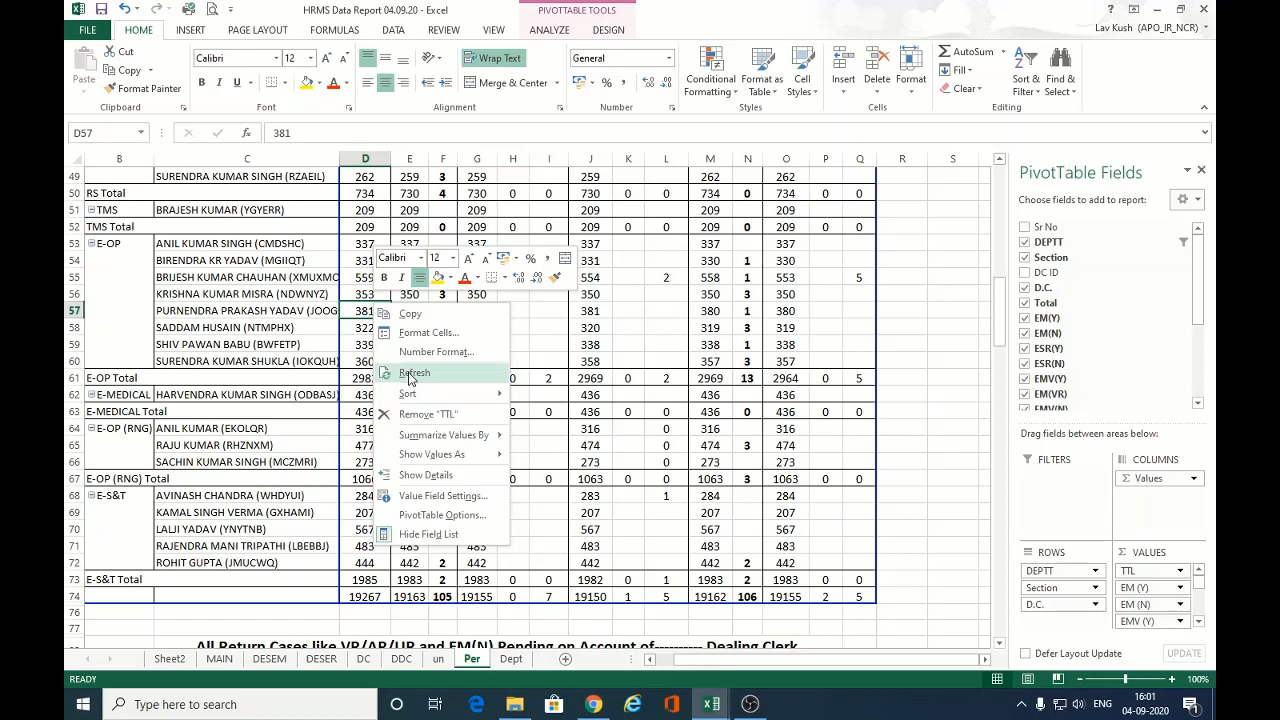 HRMS Data Report 04.09.20 - Excel
PIVOTTABLE TOOLS
FILE HOME INSERT PAGE LAYOUT FORMULAS DATA REVIEW VIEW ANALYZE DESIGN
Lav Kush (APO_IR_NCR)
Paste
Cut
Copy
Format Painter
Clipboard
Calibri 12
B I U
Font
Wrap Text
Merge & Center
Alignment
General
Number
Conditional Formatting
Format as Table
Cell Styles
Styles
Insert
Delete
Format
Cells
AutoSum
Fill
Clear
Sort & Filter
Find & Select
Editing
D57 381
B C D E F G H I J K L M N O P Q R S
49 SURENDRA KUMAR SINGH (RZAEIL) 262 259 3 259 259 262 262
50 RS Total 734 730 4 730 0 0 730 0 0 734 0 734 0 0
51 TMS BRAJESH KUMAR (YGYERR) 209 209 209 209 209 209
52 TMS Total 209 209 0 209 0 0 209 0 0 209 0 209 0 0
53 E-OP ANIL KUMAR SINGH (CMDSHC) 337 337 337 337 337 337
54 BIRENDRA KR YADAV (MGIIQT) 331 331 330 1 330
55 BRIJESH KUMAR CHAUHAN (XMUXMC 559 554 2 558 1 553 5
56 KRISHNA KUMAR MISRA (NDWNYZ) 353 350 3 350 350 350 3 350
57 PURNENDRA PRAKASH YADAV (JOOG 381 381 380 1 380
58 SADDAM HUSAIN (NTMPHX) 322 320 319 3 319
59 SHIV PAWAN BABU (BWFETP) 339 338 338 1 338
60 SURENDRA KUMAR SHUKLA (IOKQUH) 360 358 357 3 357
61 E-OP Total 298 0 2 2969 0 2 2969 13 2964 0 5
62 E-MEDICAL HARVENDRA KUMAR SINGH (ODBASJ) 436 436 436 436
63 E-MEDICAL Total 436 436 0 0 436 0 436 0 0
64 E-OP (RNG) ANIL KUMAR (EKOLQR) 316 316 0 316 316
65 RAJU KUMAR (RHZNXM) 477 474 0 474 3 474
66 SACHIN KUMAR SINGH (MCZMRI) 273 273 0 273 273
67 E-OP (RNG) Total 106 0 0 1063 0 0 1063 3 1063 0 0
68 E-S&T AVINASH CHANDRA (WHDYUI) 284 283 1 284 284
69 KAMAL SINGH VERMA (GXHAMI) 207 207 207 207
70 LALJI YADAV (YNYTNB) 567 567 567 567
71 RAJENDRA MANI TRIPATHI (LBEBBJ) 483 483 483 483 483 483
72 ROHIT GUPTA (JMUCWQ) 444 442 2 442 442 442 2 442
73 E-S&T Total 1985 1983 2 1983 0 0 1982 0 1 1983 2 1983 0 0
74 19267 19163 105 19155 0 7 19150 1 5 19162 106 19155 2 5
76
77
All Return Cases like VR/AR/UR and EM(N) Pending on Account of---------- Dealing Clerk
Calibri 12
B I
Copy
Format Cells...
Number Format...
Refresh
Sort
Remove "TTL"
Summarize Values By
Show Values As
Show Details
Value Field Settings...
PivotTable Options...
Hide Field List
PivotTable Fields
Choose fields to add to report:
Sr No
DEPTT
Section
DC ID
D.C.
Total
EM(Y)
EM(N)
ESR(Y)
ESR(N)
EMV(Y)
EMV(VR)
EMV(N)
Drag fields between areas below:
FILTERS
COLUMNS
Values
ROWS
DEPTT
Section
D.C.
VALUES
TTL
EM (Y)
EM (N)
EMV (Y)
Defer Layout Update UPDATE
Sheet2 MAIN DESEM DESER DC DDC un Per Dept
READY
100%
Type here to search
ENG
16:01
04-09-2020